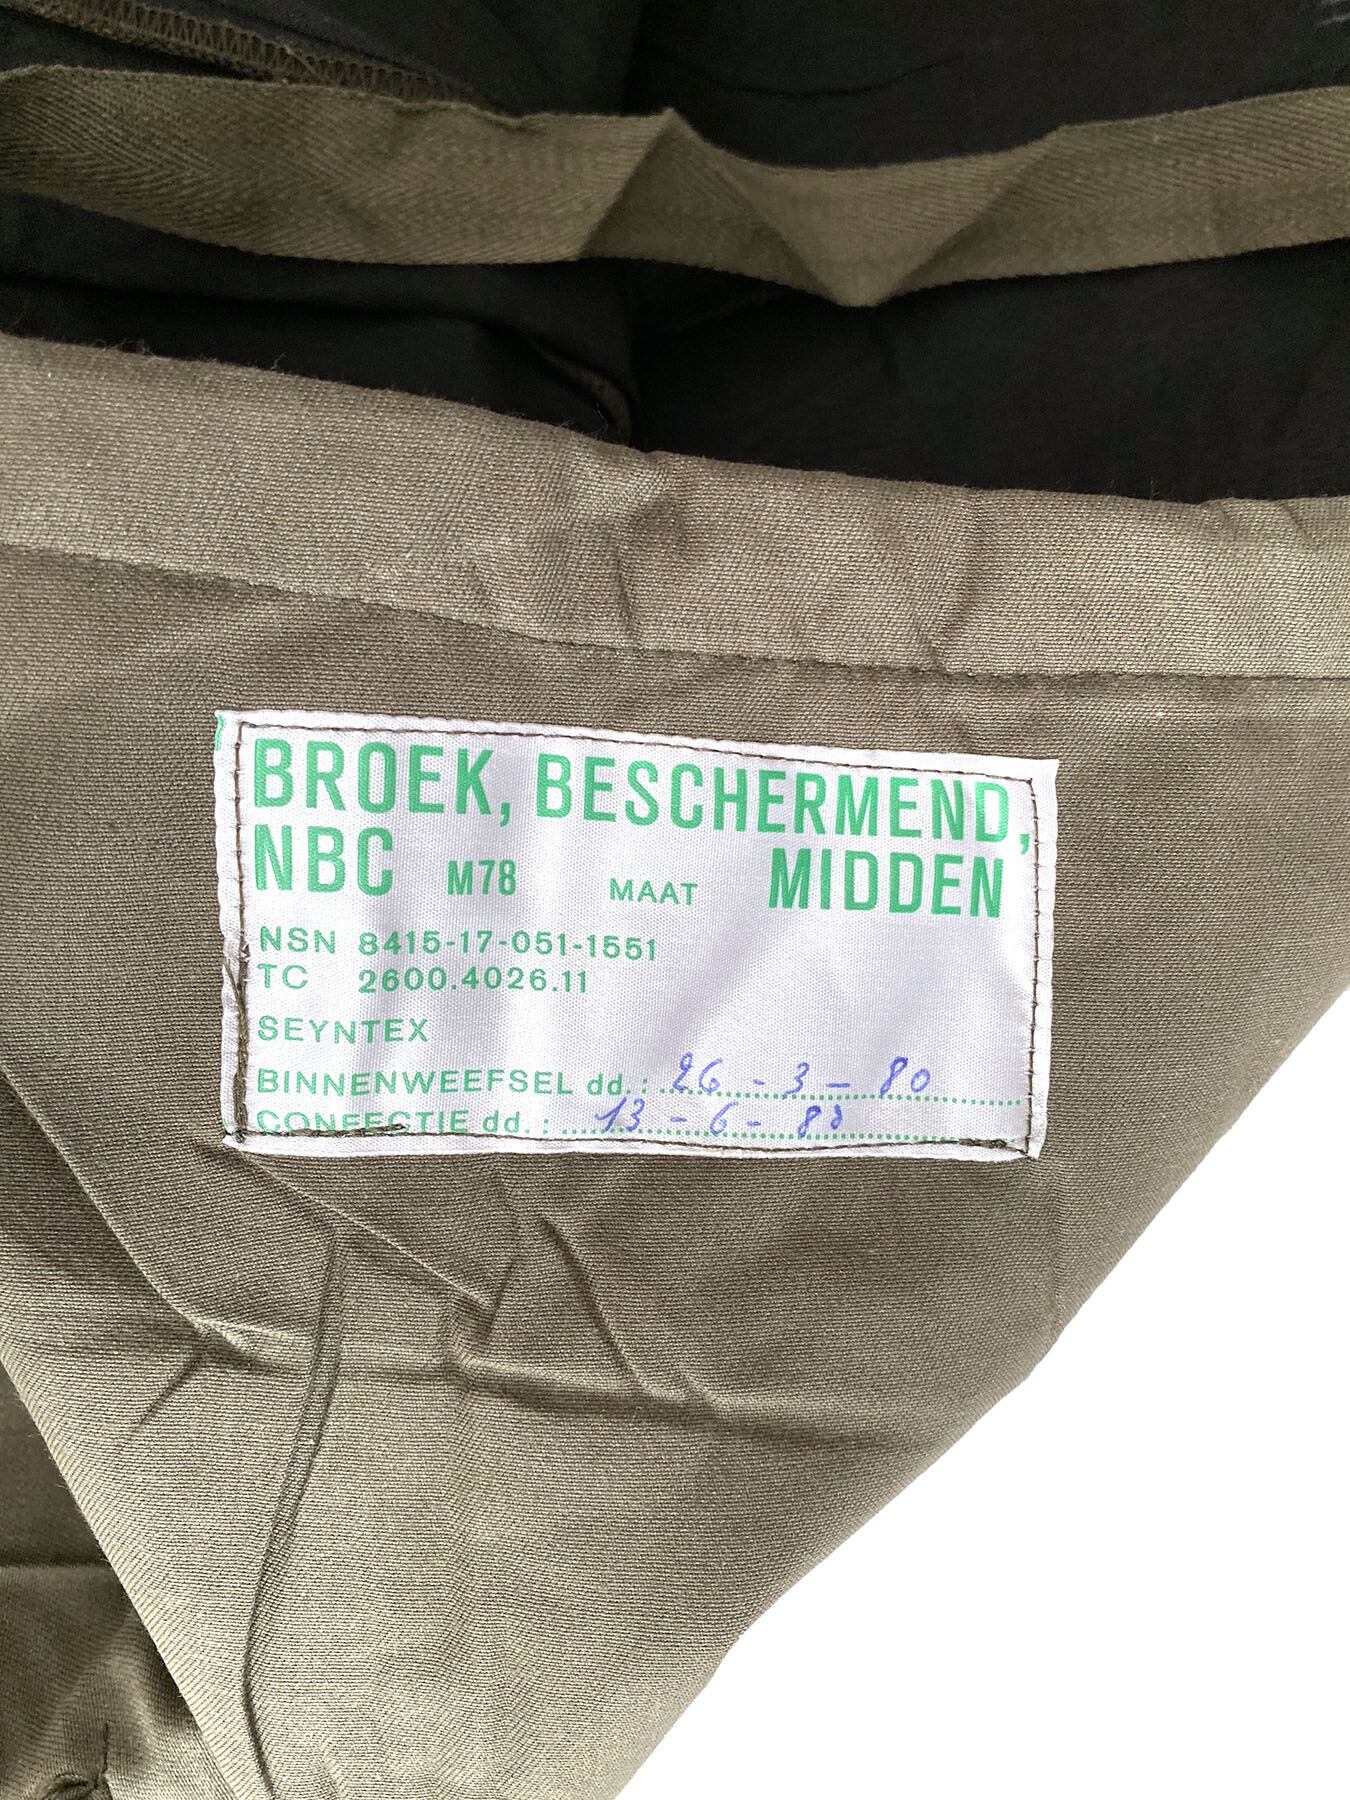 BROEK, BESCHERMEND,
NBC M78 MAAT MIDDEN
NSN 8415-17-051-1551
TC 2600.4026.11
SEYNTEX
BINNENWEEFSEL dd. : 26 - 3 - 80
CONFECTIE dd. : 13 - 6 - 80